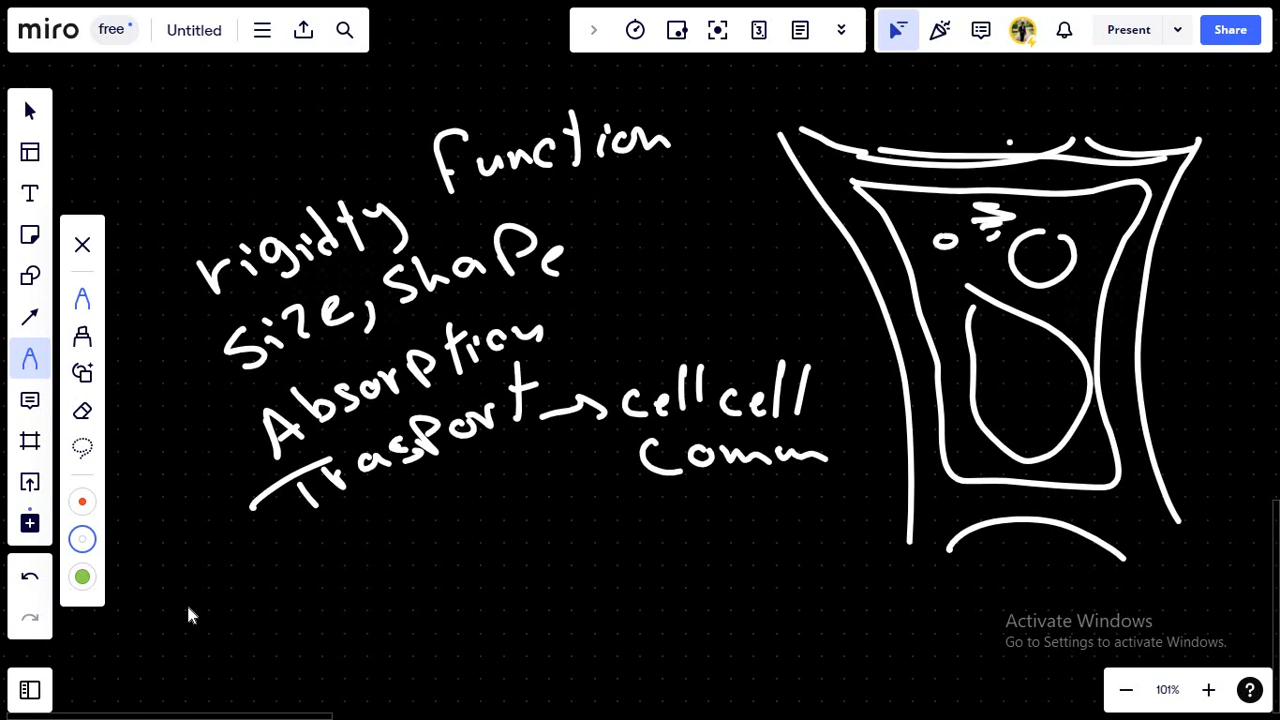 miro free Untitled
3
Present
Share
Function
rigidty
size, shape
Absorption
Trasport → cell cell
comm
Activate Windows
Go to Settings to activate Windows.
101%